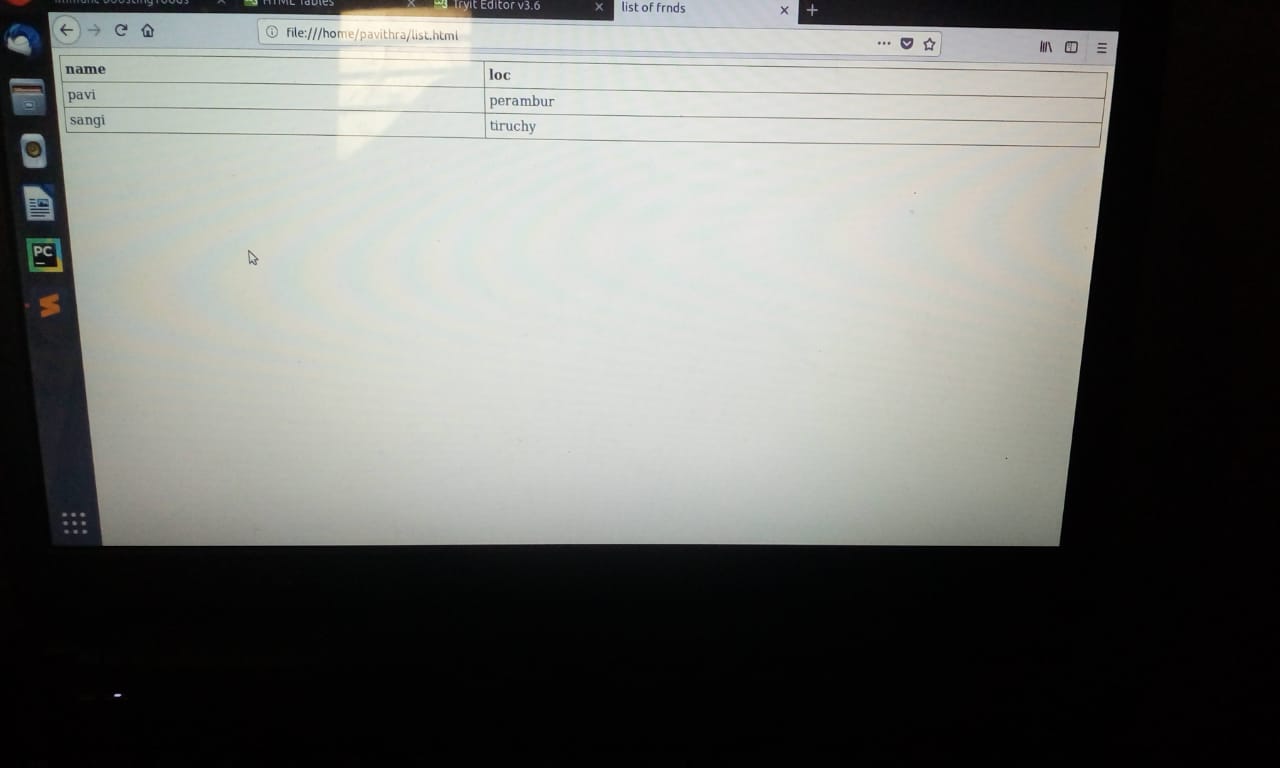 HTML Tables
Tryit Editor v3.6
list of frnds
file:///home/pavithra/list.html
name loc
pavi perambur
sangi tiruchy
PC